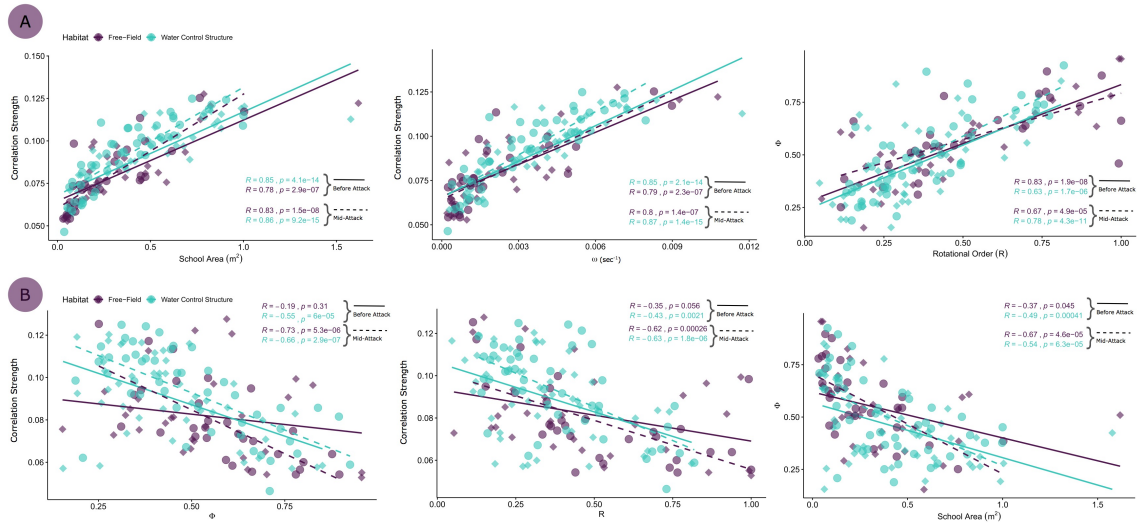 A
Habitat Free-Field Water Control Structure
0.150
0.125
0.100
0.075
0.050
Correlation Strength
R = 0.85 , p = 4.1e-14
R = 0.78 , p = 2.9e-07
Before Attack
R = 0.83 , p = 1.5e-08
R = 0.86 , p = 9.2e-15
Mid-Attack
0.0 0.5 1.0 1.5
School Area (m²)
0.150
0.125
0.100
0.075
0.050
Correlation Strength
R = 0.85 , p = 2.1e-14
R = 0.79 , p = 2.3e-07
Before Attack
R = 0.8 , p = 1.4e-07
R = 0.87 , p = 1.4e-15
Mid-Attack
0.000 0.003 0.006 0.009 0.012
ω (sec⁻¹)
0.75
0.50
0.25
Φ
R = 0.83 , p = 1.9e-08
R = 0.63 , p = 1.7e-06
Before Attack
R = 0.67 , p = 4.9e-05
R = 0.78 , p = 4.3e-11
Mid-Attack
0.00 0.25 0.50 0.75 1.00
Rotational Order (R)
B
Habitat Free-Field Water Control Structure
R = −0.19 , p = 0.31
R = −0.55 , p = 6e−05
Before Attack
R = −0.73 , p = 5.3e−06
R = −0.66 , p = 2.9e−07
Mid-Attack
0.12
0.10
0.08
0.06
Correlation Strength
0.25 0.50 0.75
Φ
R = −0.35 , p = 0.056
R = −0.43 , p = 0.0021
Before Attack
R = −0.62 , p = 0.00026
R = −0.63 , p = 1.8e−06
Mid-Attack
0.12
0.10
0.08
0.06
Correlation Strength
0.00 0.25 0.50 0.75 1.00
R
R = −0.37 , p = 0.045
R = −0.49 , p = 0.00041
Before Attack
R = −0.67 , p = 4.6e−05
R = −0.54 , p = 6.3e−05
Mid-Attack
0.75
0.50
0.25
Φ
0.0 0.5 1.0 1.5
School Area (m²)